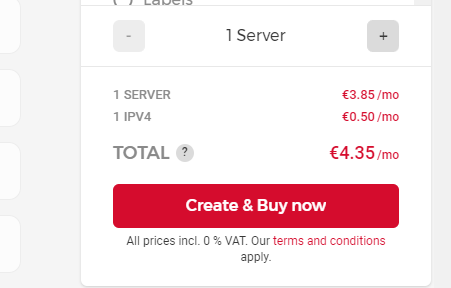 Labels
- 1 Server +
1 SERVER €3.85/mo
1 IPV4 €0.50/mo
TOTAL ? €4.35/mo
Create & Buy now
All prices incl. 0 % VAT. Our terms and conditions
apply.